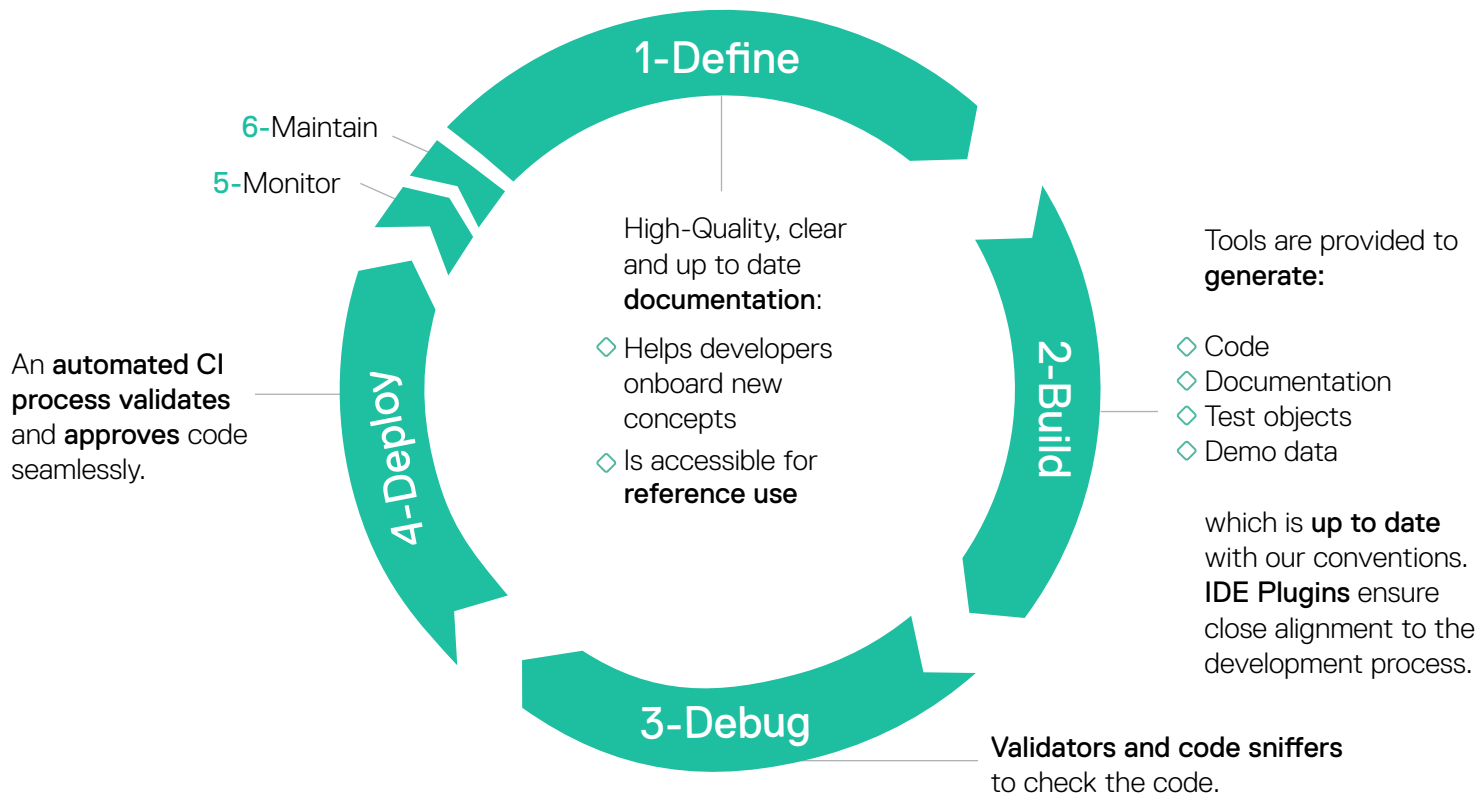 1-Define
6-Maintain
5-Monitor
High-Quality, clear
and up to date
documentation:
Helps developers
onboard new
concepts
Is accessible for
reference use
2-Build
Tools are provided to
generate:
Code
Documentation
Test objects
Demo data
which is up to date
with our conventions.
IDE Plugins ensure
close alignment to the
development process.
3-Debug
Validators and code sniffers
to check the code.
4-Deploy
An automated CI
process validates
and approves code
seamlessly.